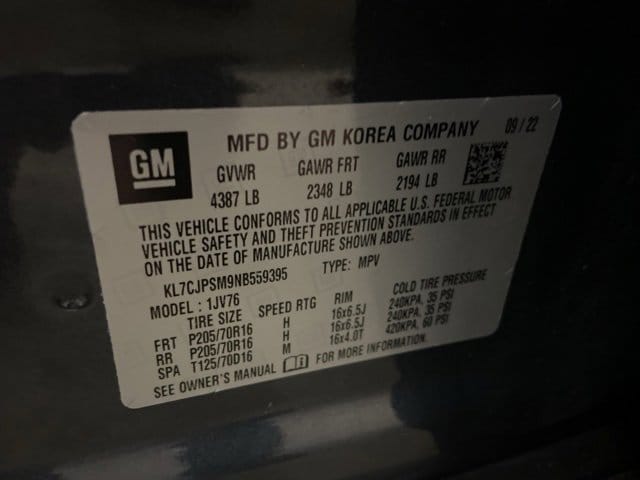 GM
MFD BY GM KOREA COMPANY 09/22
GVWR GAWR FRT GAWR RR
4387 LB 2348 LB 2194 LB
THIS VEHICLE CONFORMS TO ALL APPLICABLE U.S. FEDERAL MOTOR
VEHICLE SAFETY AND THEFT PREVENTION STANDARDS IN EFFECT
ON THE DATE OF MANUFACTURE SHOWN ABOVE.
KL7CJPSM9NB559395 TYPE: MPV
MODEL : 1JV76
TIRE SIZE SPEED RTG RIM COLD TIRE PRESSURE
FRT P205/70R16 H 16x6.5J 240KPA, 35 PSI
RR P205/70R16 H 16x6.5J 240KPA, 35 PSI
SPA T125/70D16 M 16x4.0T 420KPA, 60 PSI
SEE OWNER'S MANUAL FOR MORE INFORMATION.